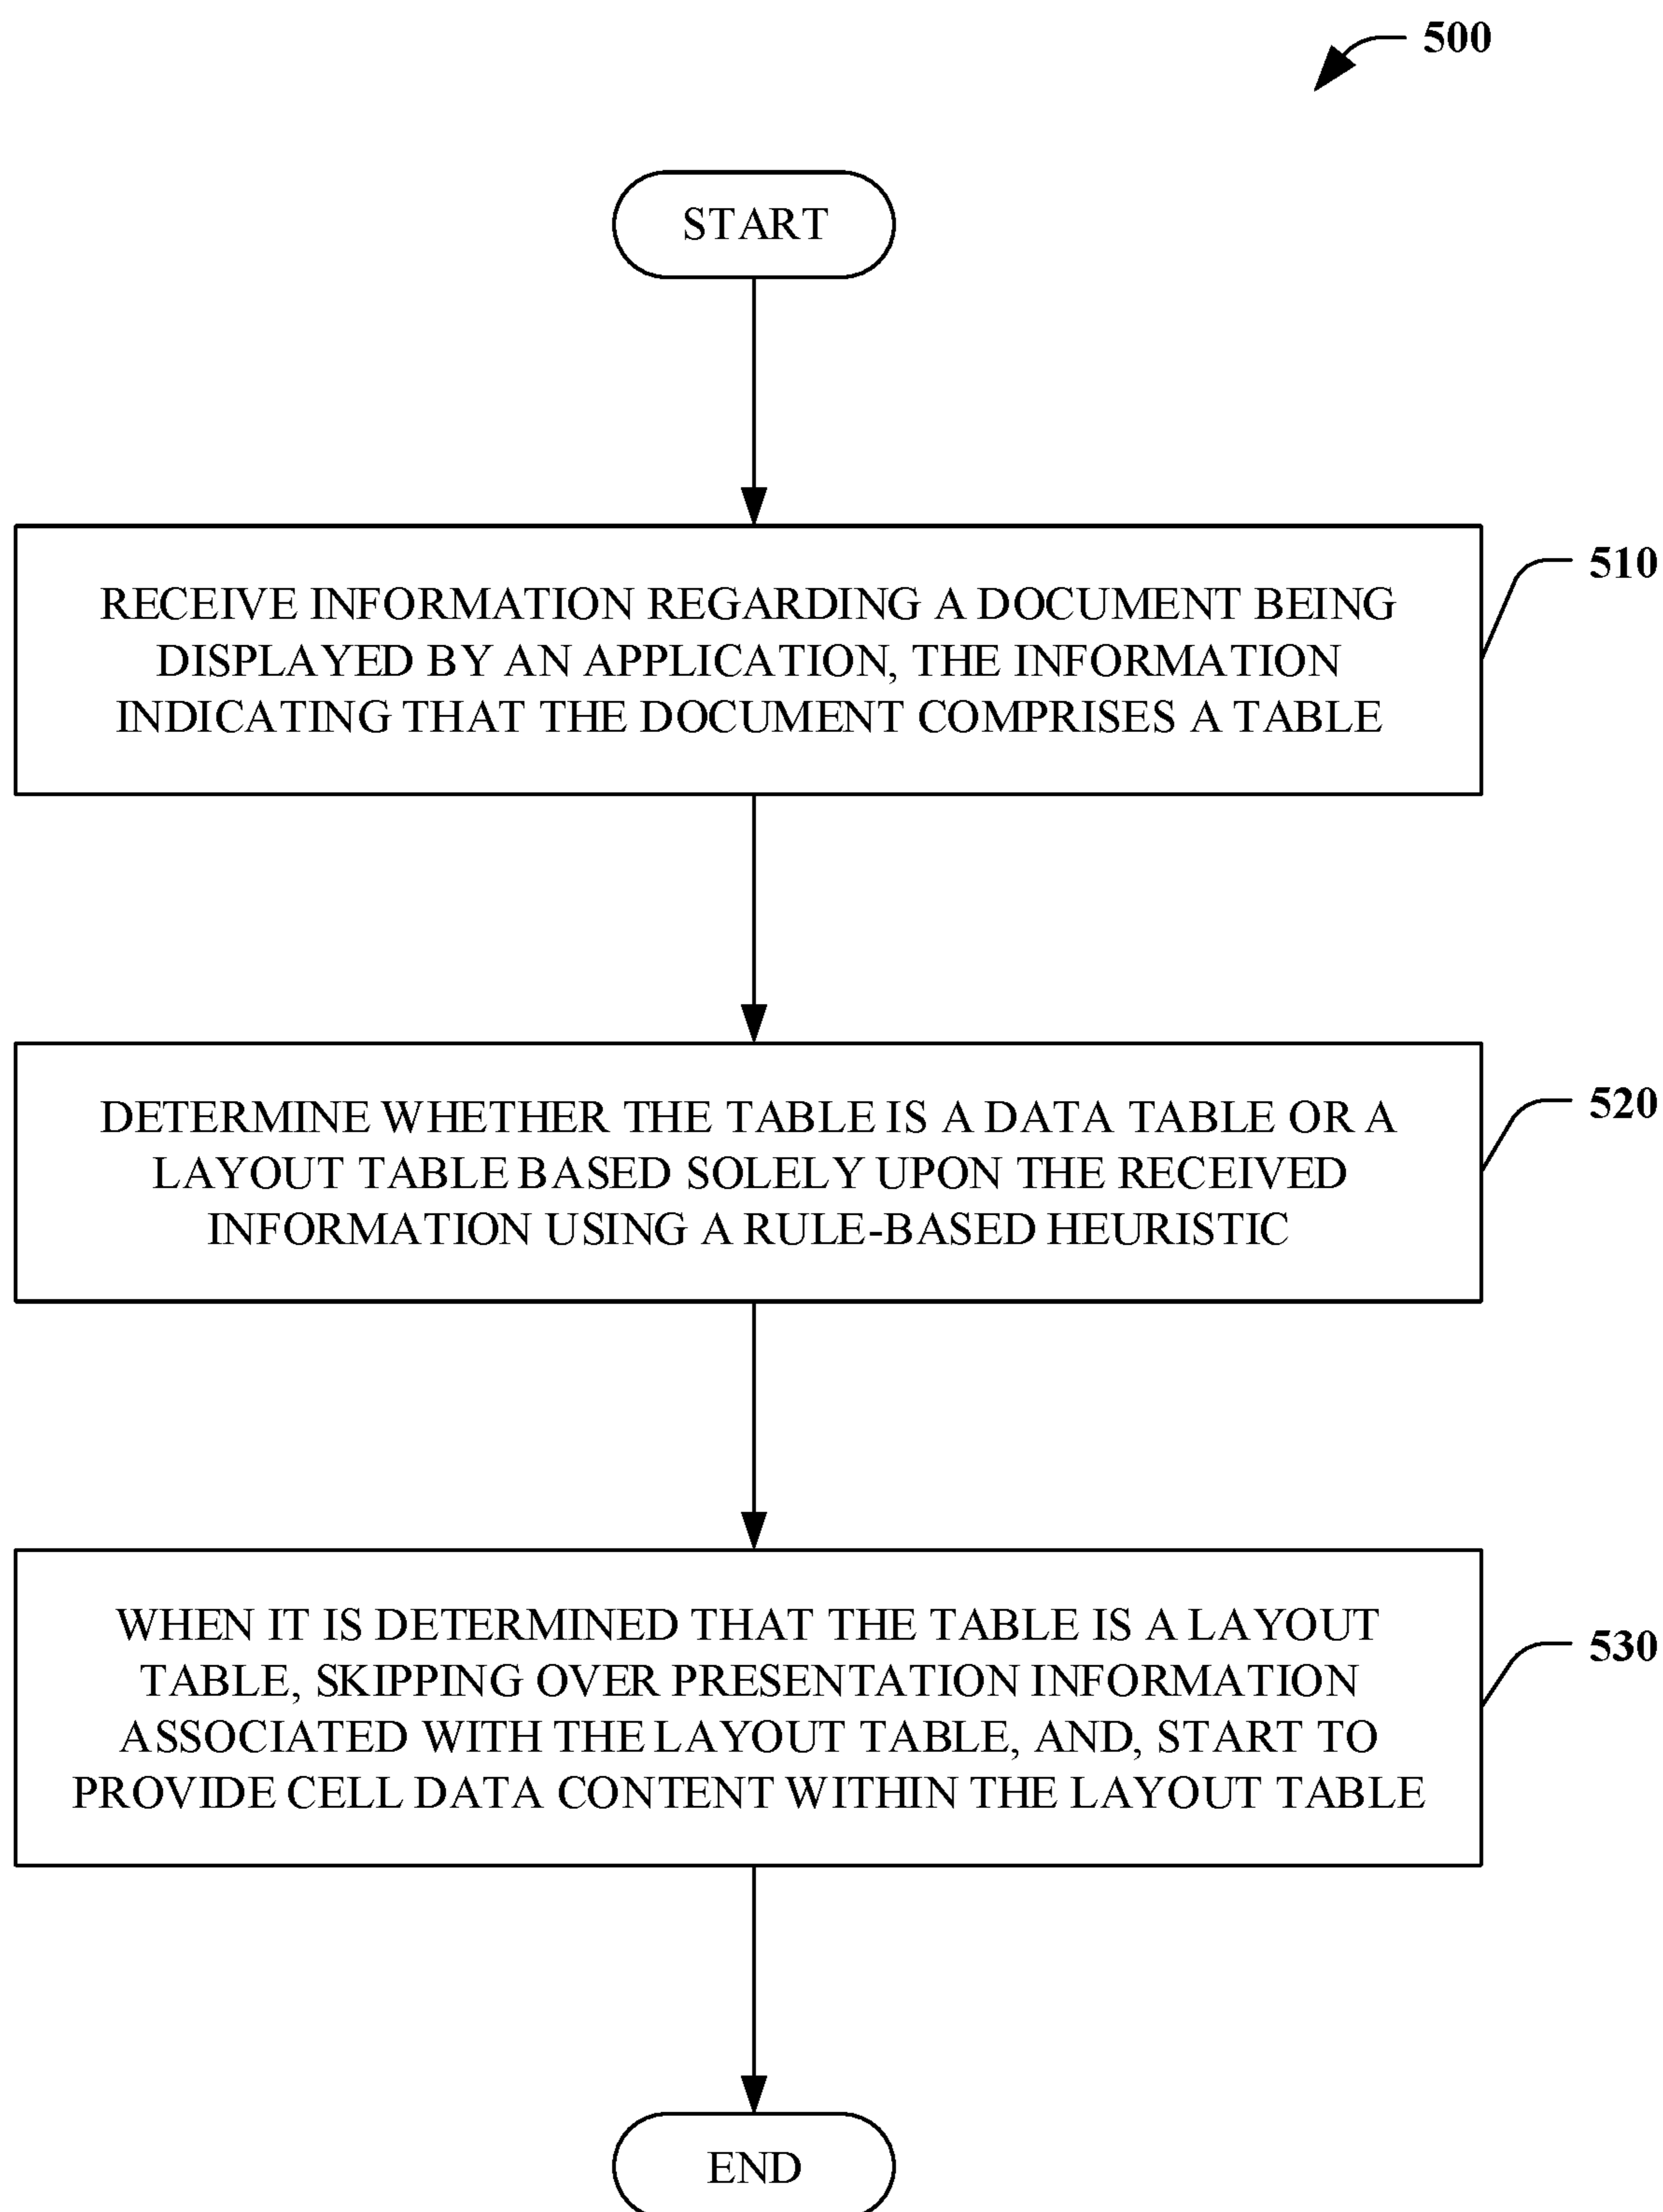 500
START
RECEIVE INFORMATION REGARDING A DOCUMENT BEING
DISPLAYED BY AN APPLICATION, THE INFORMATION
INDICATING THAT THE DOCUMENT COMPRISES A TABLE
510
DETERMINE WHETHER THE TABLE IS A DATA TABLE OR A
LAYOUT TABLE BASED SOLELY UPON THE RECEIVED
INFORMATION USING A RULE-BASED HEURISTIC
520
WHEN IT IS DETERMINED THAT THE TABLE IS A LAYOUT
TABLE, SKIPPING OVER PRESENTATION INFORMATION
ASSOCIATED WITH THE LAYOUT TABLE, AND, START TO
PROVIDE CELL DATA CONTENT WITHIN THE LAYOUT TABLE
530
END